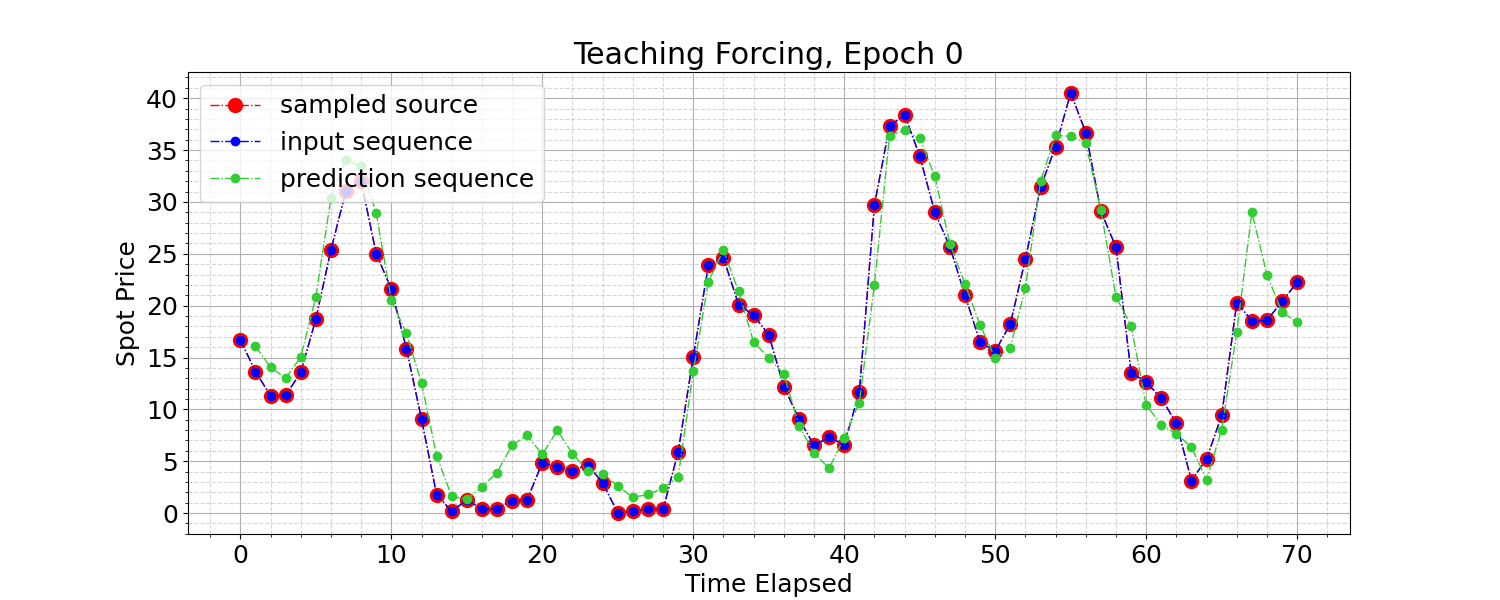 Teaching Forcing, Epoch 0
sampled source
input sequence
prediction sequence
40
35
30
25
20
15
10
5
0
Spot Price
0 10 20 30 40 50 60 70
Time Elapsed